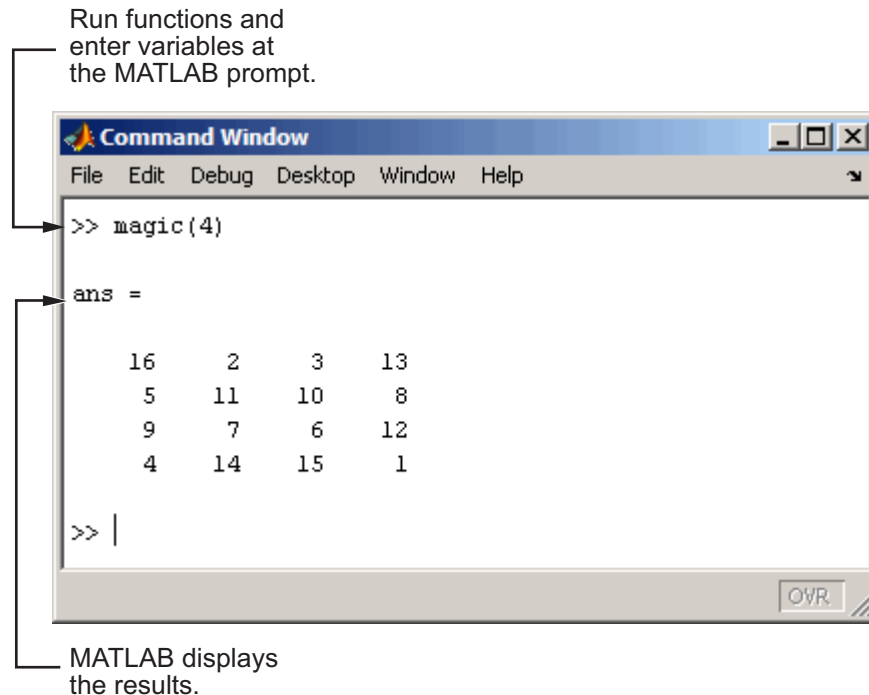 Run functions and
enter variables at
the MATLAB prompt.
Command Window
File Edit Debug Desktop Window Help
>> magic(4)
ans =
16 2 3 13
5 11 10 8
9 7 6 12
4 14 15 1
>>
OVR
MATLAB displays
the results.